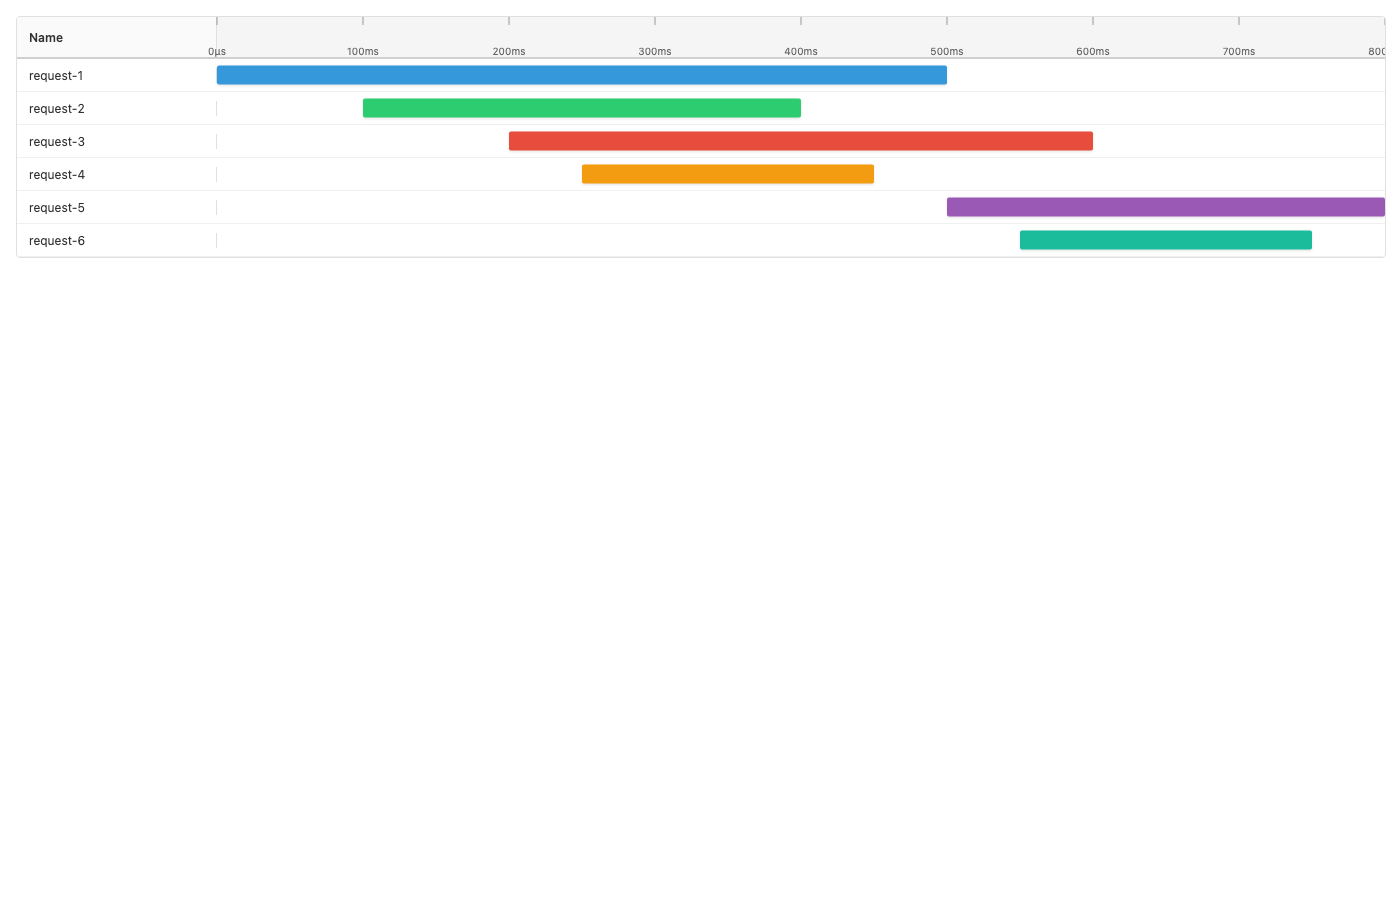 Name
0µs 100ms 200ms 300ms 400ms 500ms 600ms 700ms 800
request-1
request-2
request-3
request-4
request-5
request-6